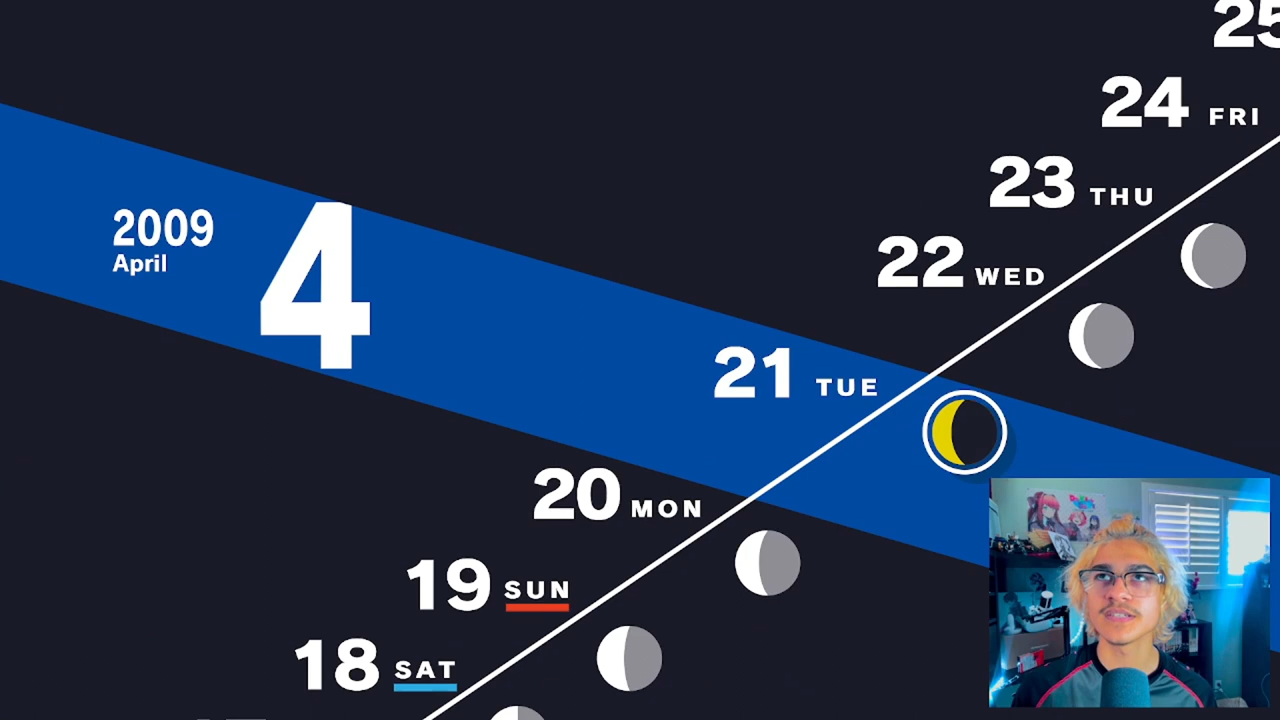 25
24 FRI
23 THU
22 WED
2009
April
4
21 TUE
20 MON
19 SUN
18 SAT